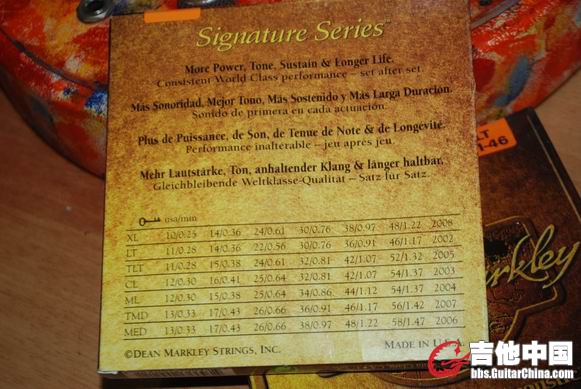 Signature Series™
More Power, Tone, Sustain & Longer Life.
Consistent World Class performance – set after set.
Más Sonoridad, Mejor Tono, Más Sostenido y Más Larga Duración.
Sonido de primera en cada actuación.
Plus de Puissance, de Son, de Tenue de Note & de Longévité.
Performance inaltérable – jeu après jeu.
Mehr Lautstärke, Ton, anhaltender Klang & länger haltbar.
Gleichbleibende Weltklasse-Qualität – Satz für Satz.
usa/mm
XL 10/0.25 14/0.36 24/0.61 30/0.76 38/0.97 48/1.22 2008
LT 11/0.28 14/0.36 22/0.56 30/0.76 36/0.91 46/1.17 2002
TLT 11/0.28 15/0.38 24/0.61 32/0.81 42/1.07 52/1.32 2005
CL 12/0.30 16/0.41 25/0.64 32/0.81 42/1.07 54/1.37 2003
ML 12/0.30 15/0.38 25/0.64 34/0.86 44/1.12 54/1.37 2004
TMD 13/0.33 17/0.43 26/0.66 36/0.91 46/1.17 56/1.42 2007
MED 13/0.33 17/0.43 26/0.66 38/0.97 48/1.22 58/1.47 2006
©DEAN MARKLEY STRINGS, INC. MADE IN U.S.A.
LT
1-46
arkley
吉他中国
bbs.GuitarChina.com